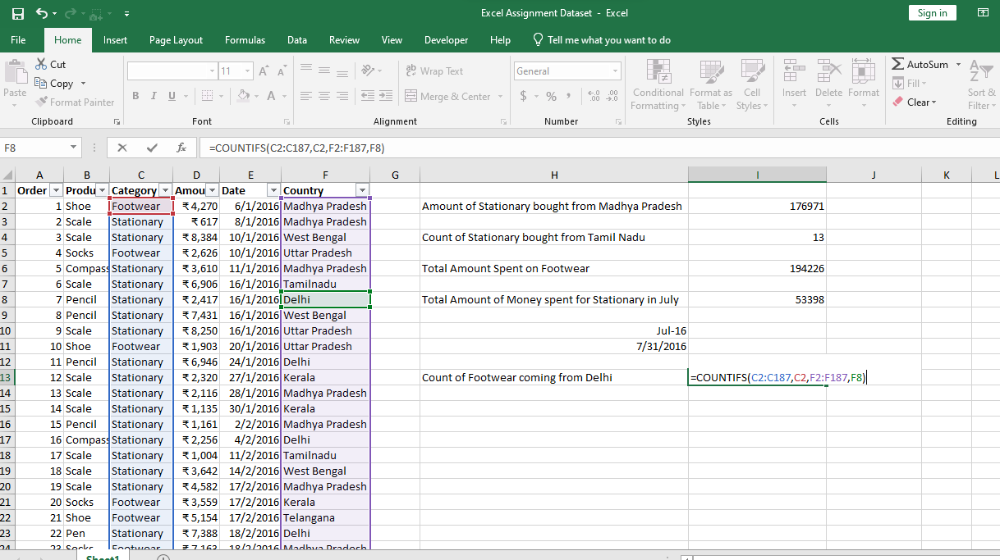 Excel Assignment Dataset - Excel
Sign in
File Home Insert Page Layout Formulas Data Review View Developer Help Tell me what you want to do
Paste
Cut
Copy
Format Painter
Clipboard
11 A A
B I U A
Font
ab Wrap Text
Merge & Center
Alignment
General
$ % , .00 .00
Number
Conditional Formatting
Format as Table
Cell Styles
Styles
Insert Delete Format
Cells
AutoSum
Fill
Clear
Sort & Filter
Editing
F8 fx =COUNTIFS(C2:C187,C2,F2:F187,F8)
A B C D E F G H I J K L
1 Order Produ Category Amou Date Country
2 1 Shoe Footwear ₹ 4,270 6/1/2016 Madhya Pradesh Amount of Stationary bought from Madhya Pradesh 176971
3 2 Scale Stationary ₹ 617 8/1/2016 Madhya Pradesh
4 3 Scale Stationary ₹ 8,384 10/1/2016 West Bengal Count of Stationary bought from Tamil Nadu 13
5 4 Socks Footwear ₹ 2,626 10/1/2016 Uttar Pradesh
6 5 Compass Stationary ₹ 3,610 11/1/2016 Madhya Pradesh Total Amount Spent on Footwear 194226
7 6 Scale Stationary ₹ 6,906 16/1/2016 Tamilnadu
8 7 Pencil Stationary ₹ 2,417 16/1/2016 Delhi Total Amount of Money spent for Stationary in July 53398
9 8 Pencil Stationary ₹ 7,431 16/1/2016 West Bengal
10 9 Scale Stationary ₹ 8,250 16/1/2016 Uttar Pradesh Jul-16
11 10 Shoe Footwear ₹ 1,903 20/1/2016 Uttar Pradesh 7/31/2016
12 11 Pencil Stationary ₹ 6,946 24/1/2016 Delhi
13 12 Scale Stationary ₹ 2,320 27/1/2016 Kerala Count of Footwear coming from Delhi =COUNTIFS(C2:C187,C2,F2:F187,F8)
14 13 Scale Stationary ₹ 2,116 28/1/2016 Madhya Pradesh
15 14 Scale Stationary ₹ 1,135 30/1/2016 Kerala
16 15 Pencil Stationary ₹ 1,161 2/2/2016 Madhya Pradesh
17 16 Compass Stationary ₹ 2,256 4/2/2016 Delhi
18 17 Scale Stationary ₹ 1,004 11/2/2016 Tamilnadu
19 18 Scale Stationary ₹ 3,642 14/2/2016 West Bengal
20 19 Scale Stationary ₹ 4,582 17/2/2016 Madhya Pradesh
21 20 Socks Footwear ₹ 3,559 17/2/2016 Kerala
22 21 Shoe Footwear ₹ 5,154 17/2/2016 Telangana
23 22 Pen Stationary ₹ 7,388 18/2/2016 Delhi
24 23 Socks Footwear ₹ 7,163 18/2/2016 Madhya Pradesh
Sheet1